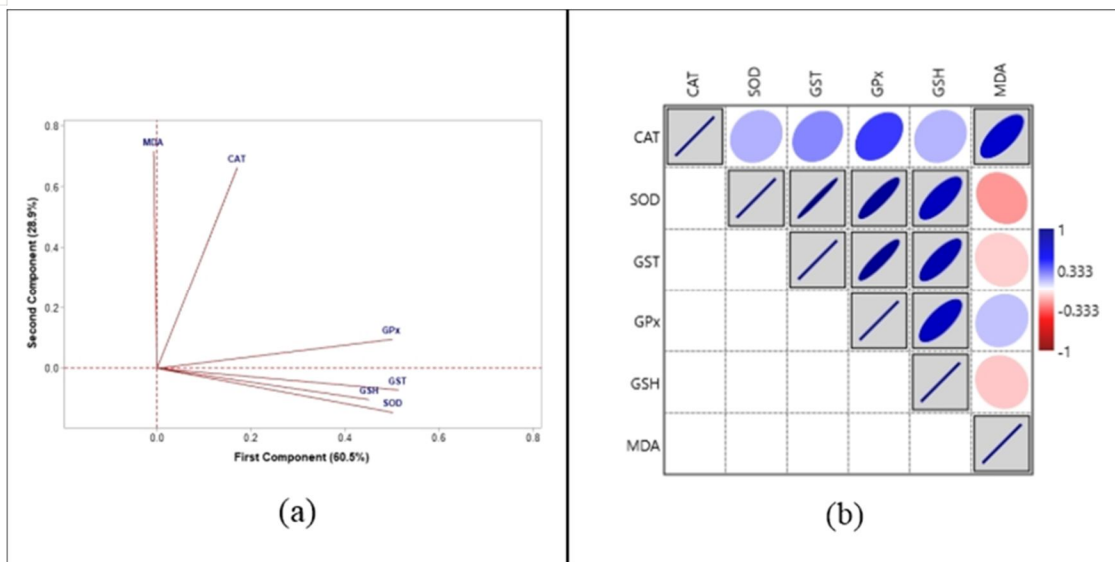 0.8
0.6
0.4
0.2
0.0
0.0
0.2
0.4
0.6
0.8
Second Component (28.9%)
First Component (60.5%)
MDA
CAT
GPx
GST
GSH
SOD
(a)
CAT
SOD
GST
GPx
GSH
MDA
CAT
SOD
GST
GPx
GSH
MDA
1
0.333
-0.333
-1
(b)